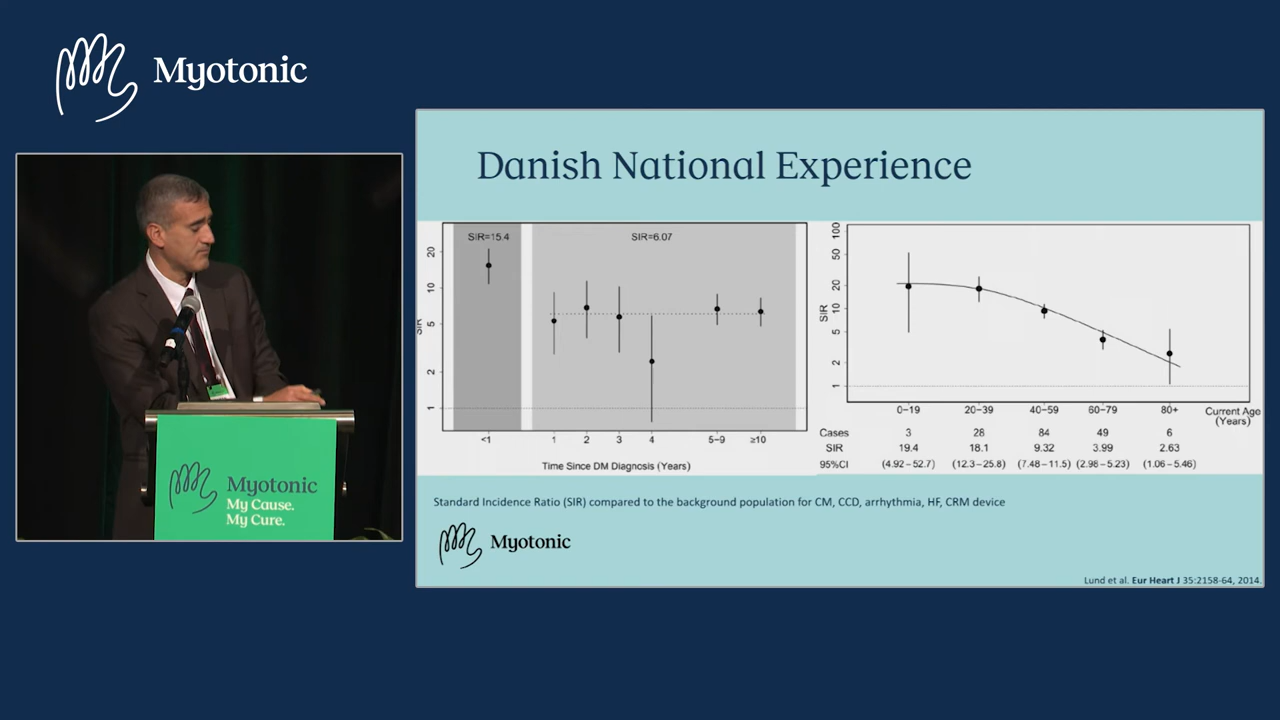 Myotonic
Danish National Experience
SIR=15.4
SIR=6.07
SIR
20
10
5
2
1
<1
1
2
3
4
5-9
≥10
Time Since DM Diagnosis (Years)
SIR
100
50
20
10
5
2
1
0-19 20-39 40-59 60-79 80+ Current Age
(Years)
Cases 3 28 84 49 6
SIR 19.4 18.1 9.32 3.99 2.63
95%CI (4.92-52.7) (12.3-25.8) (7.48-11.5) (2.98-5.23) (1.06-5.46)
Standard Incidence Ratio (SIR) compared to the background population for CM, CCD, arrhythmia, HF, CRM device
Myotonic
Lund et al. Eur Heart J 35:2158-64, 2014.
Myotonic
My Cause.
My Cure.